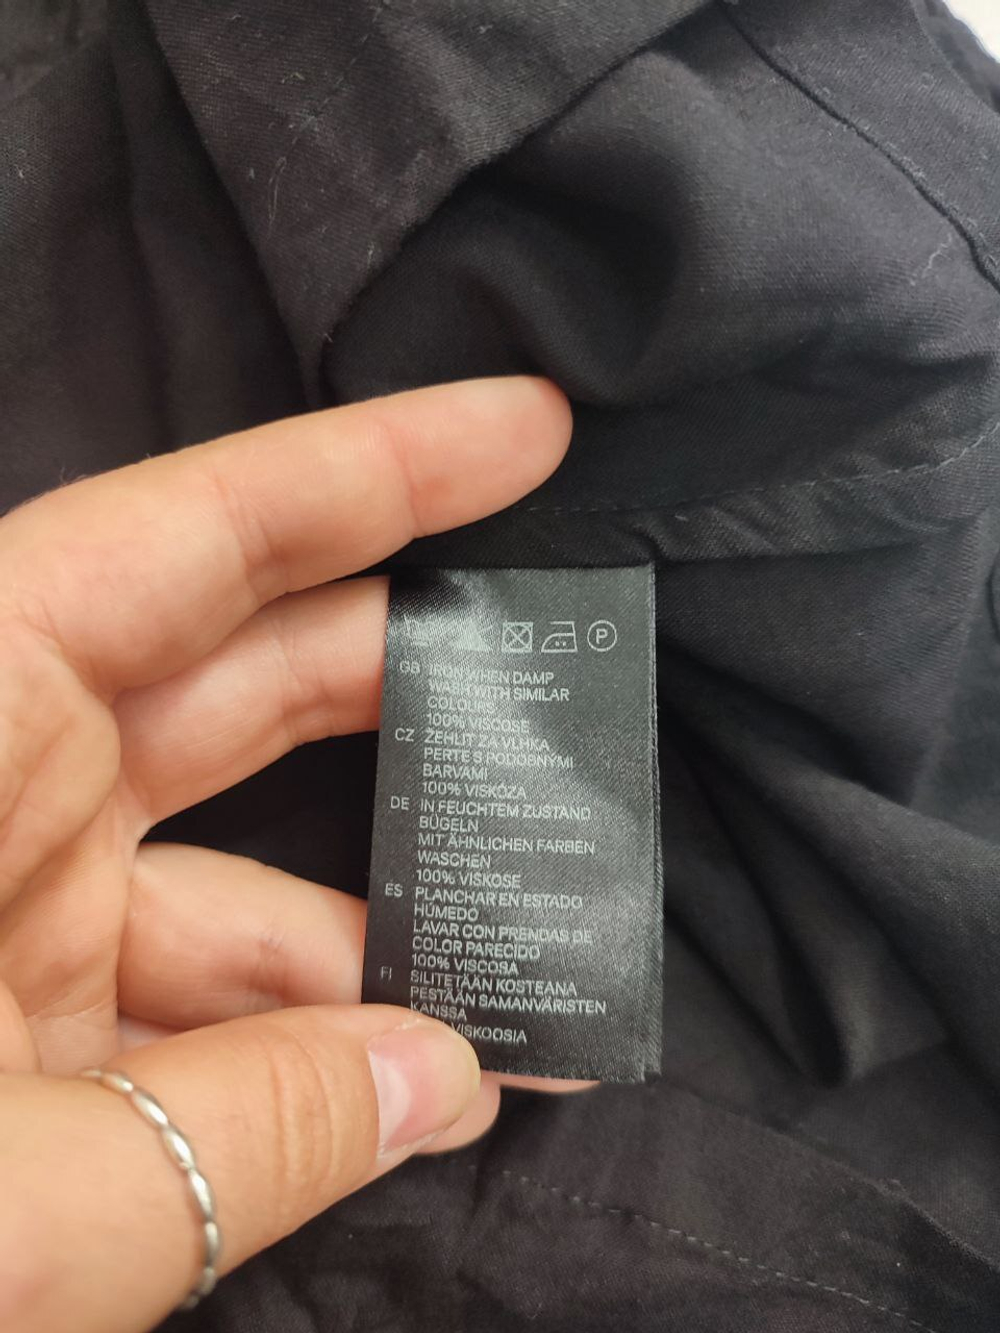 P
GB IRON WHEN DAMP
WASH WITH SIMILAR
COLOURS
100% VISCOSE
CZ ŽEHLIT ZA VLHKA
PERTE S PODOBNÝMI
BARVAMI
100% VISKÓZA
DE IN FEUCHTEM ZUSTAND
BÜGELN
MIT ÄHNLICHEN FARBEN
WASCHEN
100% VISKOSE
ES PLANCHAR EN ESTADO
HÚMEDO
LAVAR CON PRENDAS DE
COLOR PARECIDO
100% VISCOSA
FI SILITETÄÄN KOSTEANA
PESTÄÄN SAMANVÄRISTEN
KANSSA
VISKOOSIA